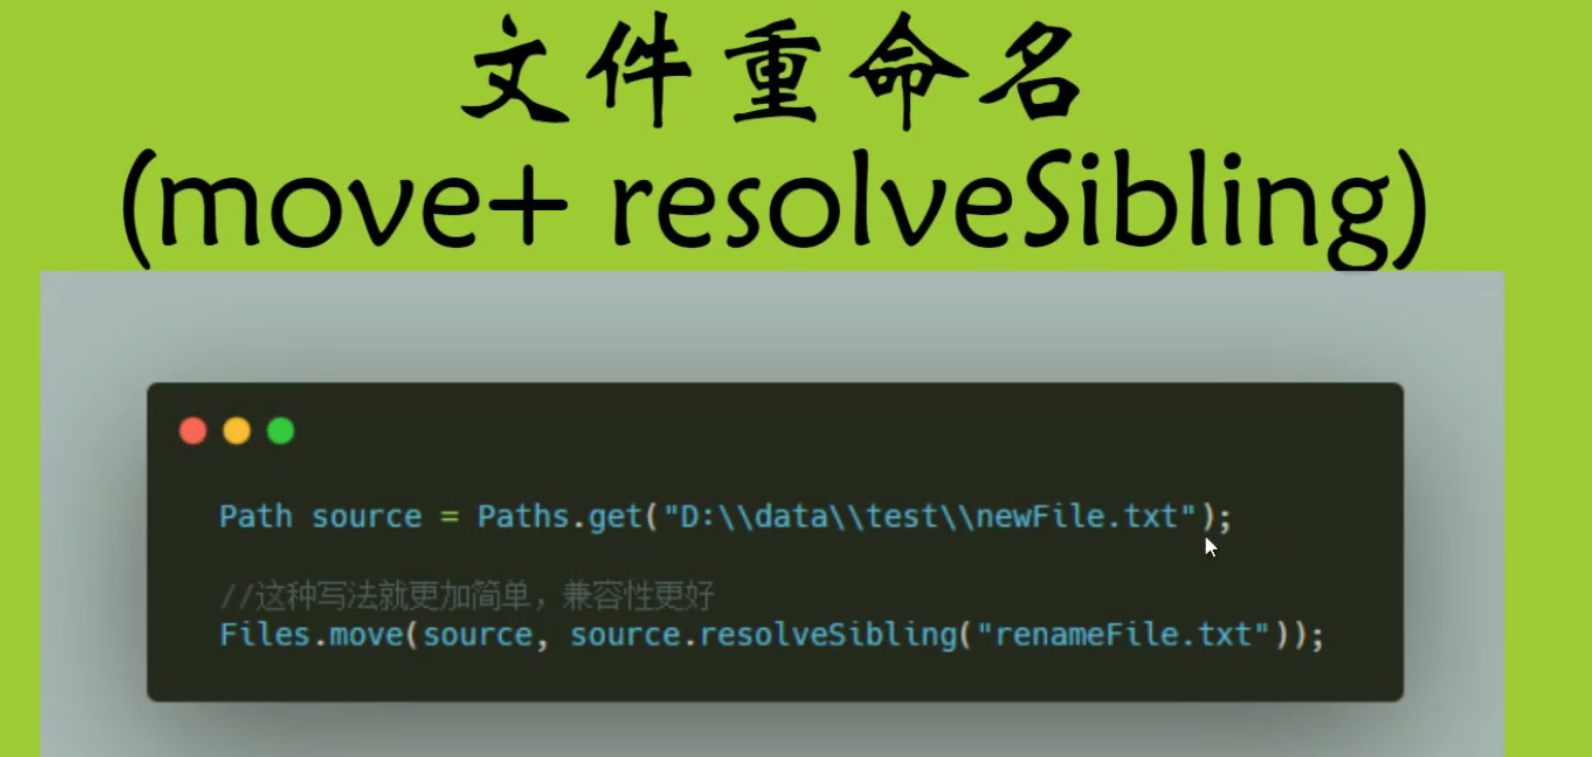 文件重命名
(move+ resolveSibling)
Path source = Paths.get("D:\\data\\test\\newFile.txt");
//这种写法就更加简单，兼容性更好
Files.move(source, source.resolveSibling("renameFile.txt"));